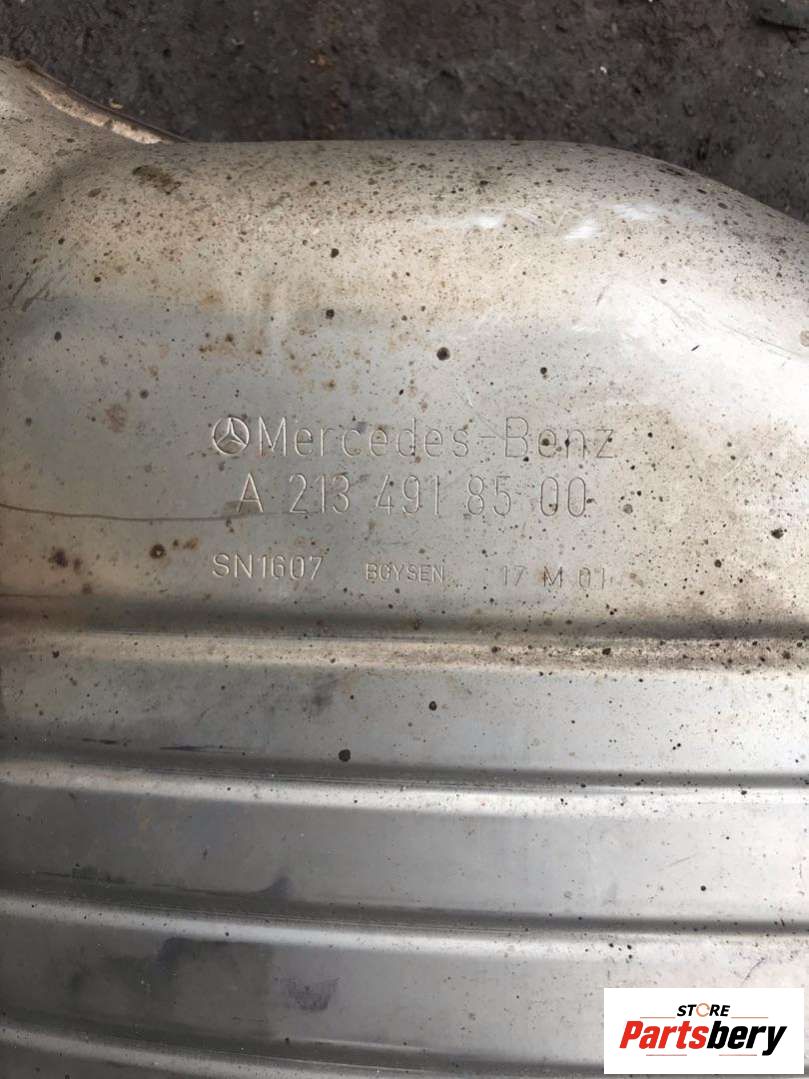 Mercedes-Benz
A 213 491 85 00
SN1607 BOYSEN 17 M 01
STORE
Partsbery